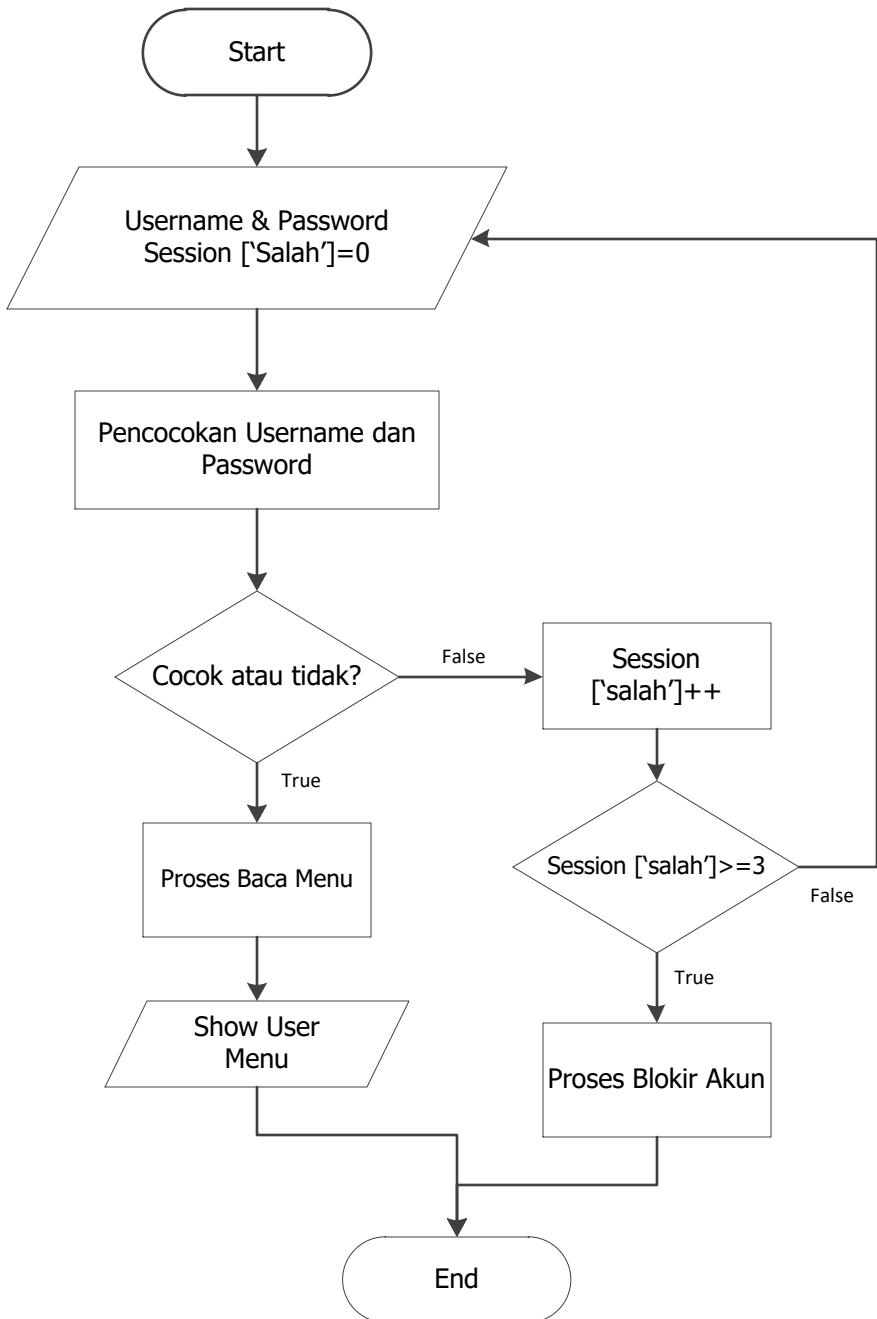 Start
Username & Password
Session [‘Salah’]=0
Pencocokan Username dan
Password
Cocok atau tidak?
False
Session
[‘salah’]++
True
Proses Baca Menu
Session [‘salah’]>=3
False
True
Show User
Menu
Proses Blokir Akun
End